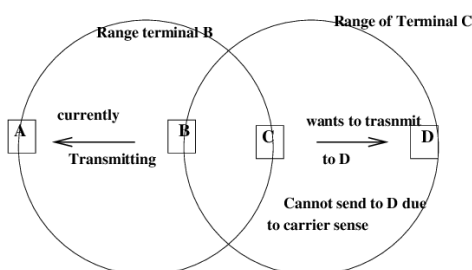 Range terminal B
Range of Terminal C
currently
Transmitting
A
B
C
D
wants to trasnmit
to D
Cannot send to D due
to carrier sense